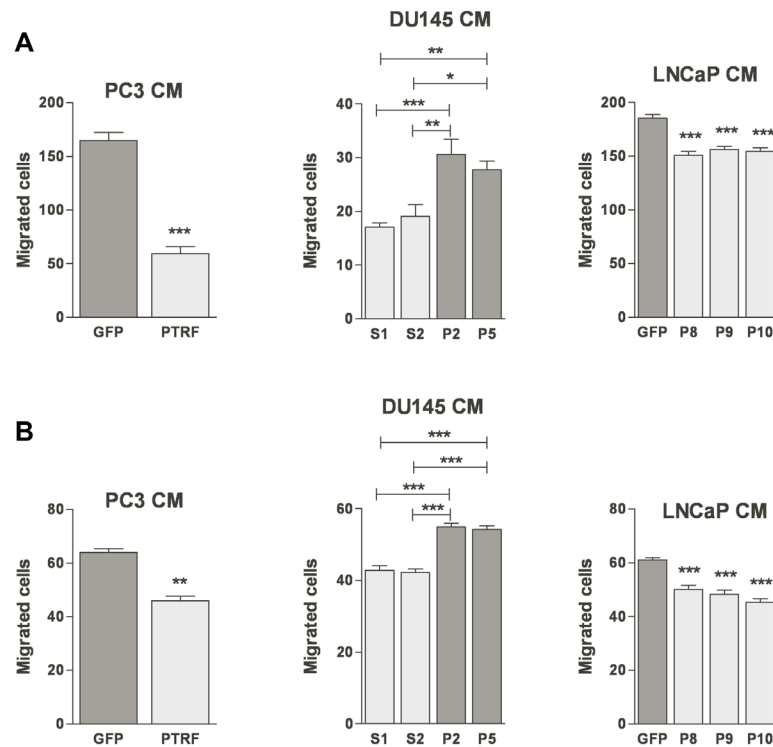 A
PC3 CM
Migrated cells
200
150
100
50
0
***
GFP PTRF
DU145 CM
Migrated cells
40
30
20
10
0
**
*
***
**
S1 S2 P2 P5
LNCaP CM
Migrated cells
200
150
100
50
0
*** *** ***
GFP P8 P9 P10
B
PC3 CM
Migrated cells
80
60
40
20
0
**
GFP PTRF
DU145 CM
Migrated cells
60
40
20
0
***
***
***
***
S1 S2 P2 P5
LNCaP CM
Migrated cells
80
60
40
20
0
*** *** ***
GFP P8 P9 P10